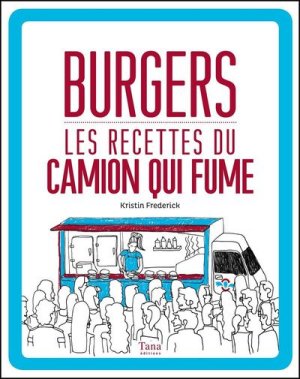 BURGERS
LES RECETTES DU
CAMION QUI FUME
Kristin Frederick
Tana
éditions